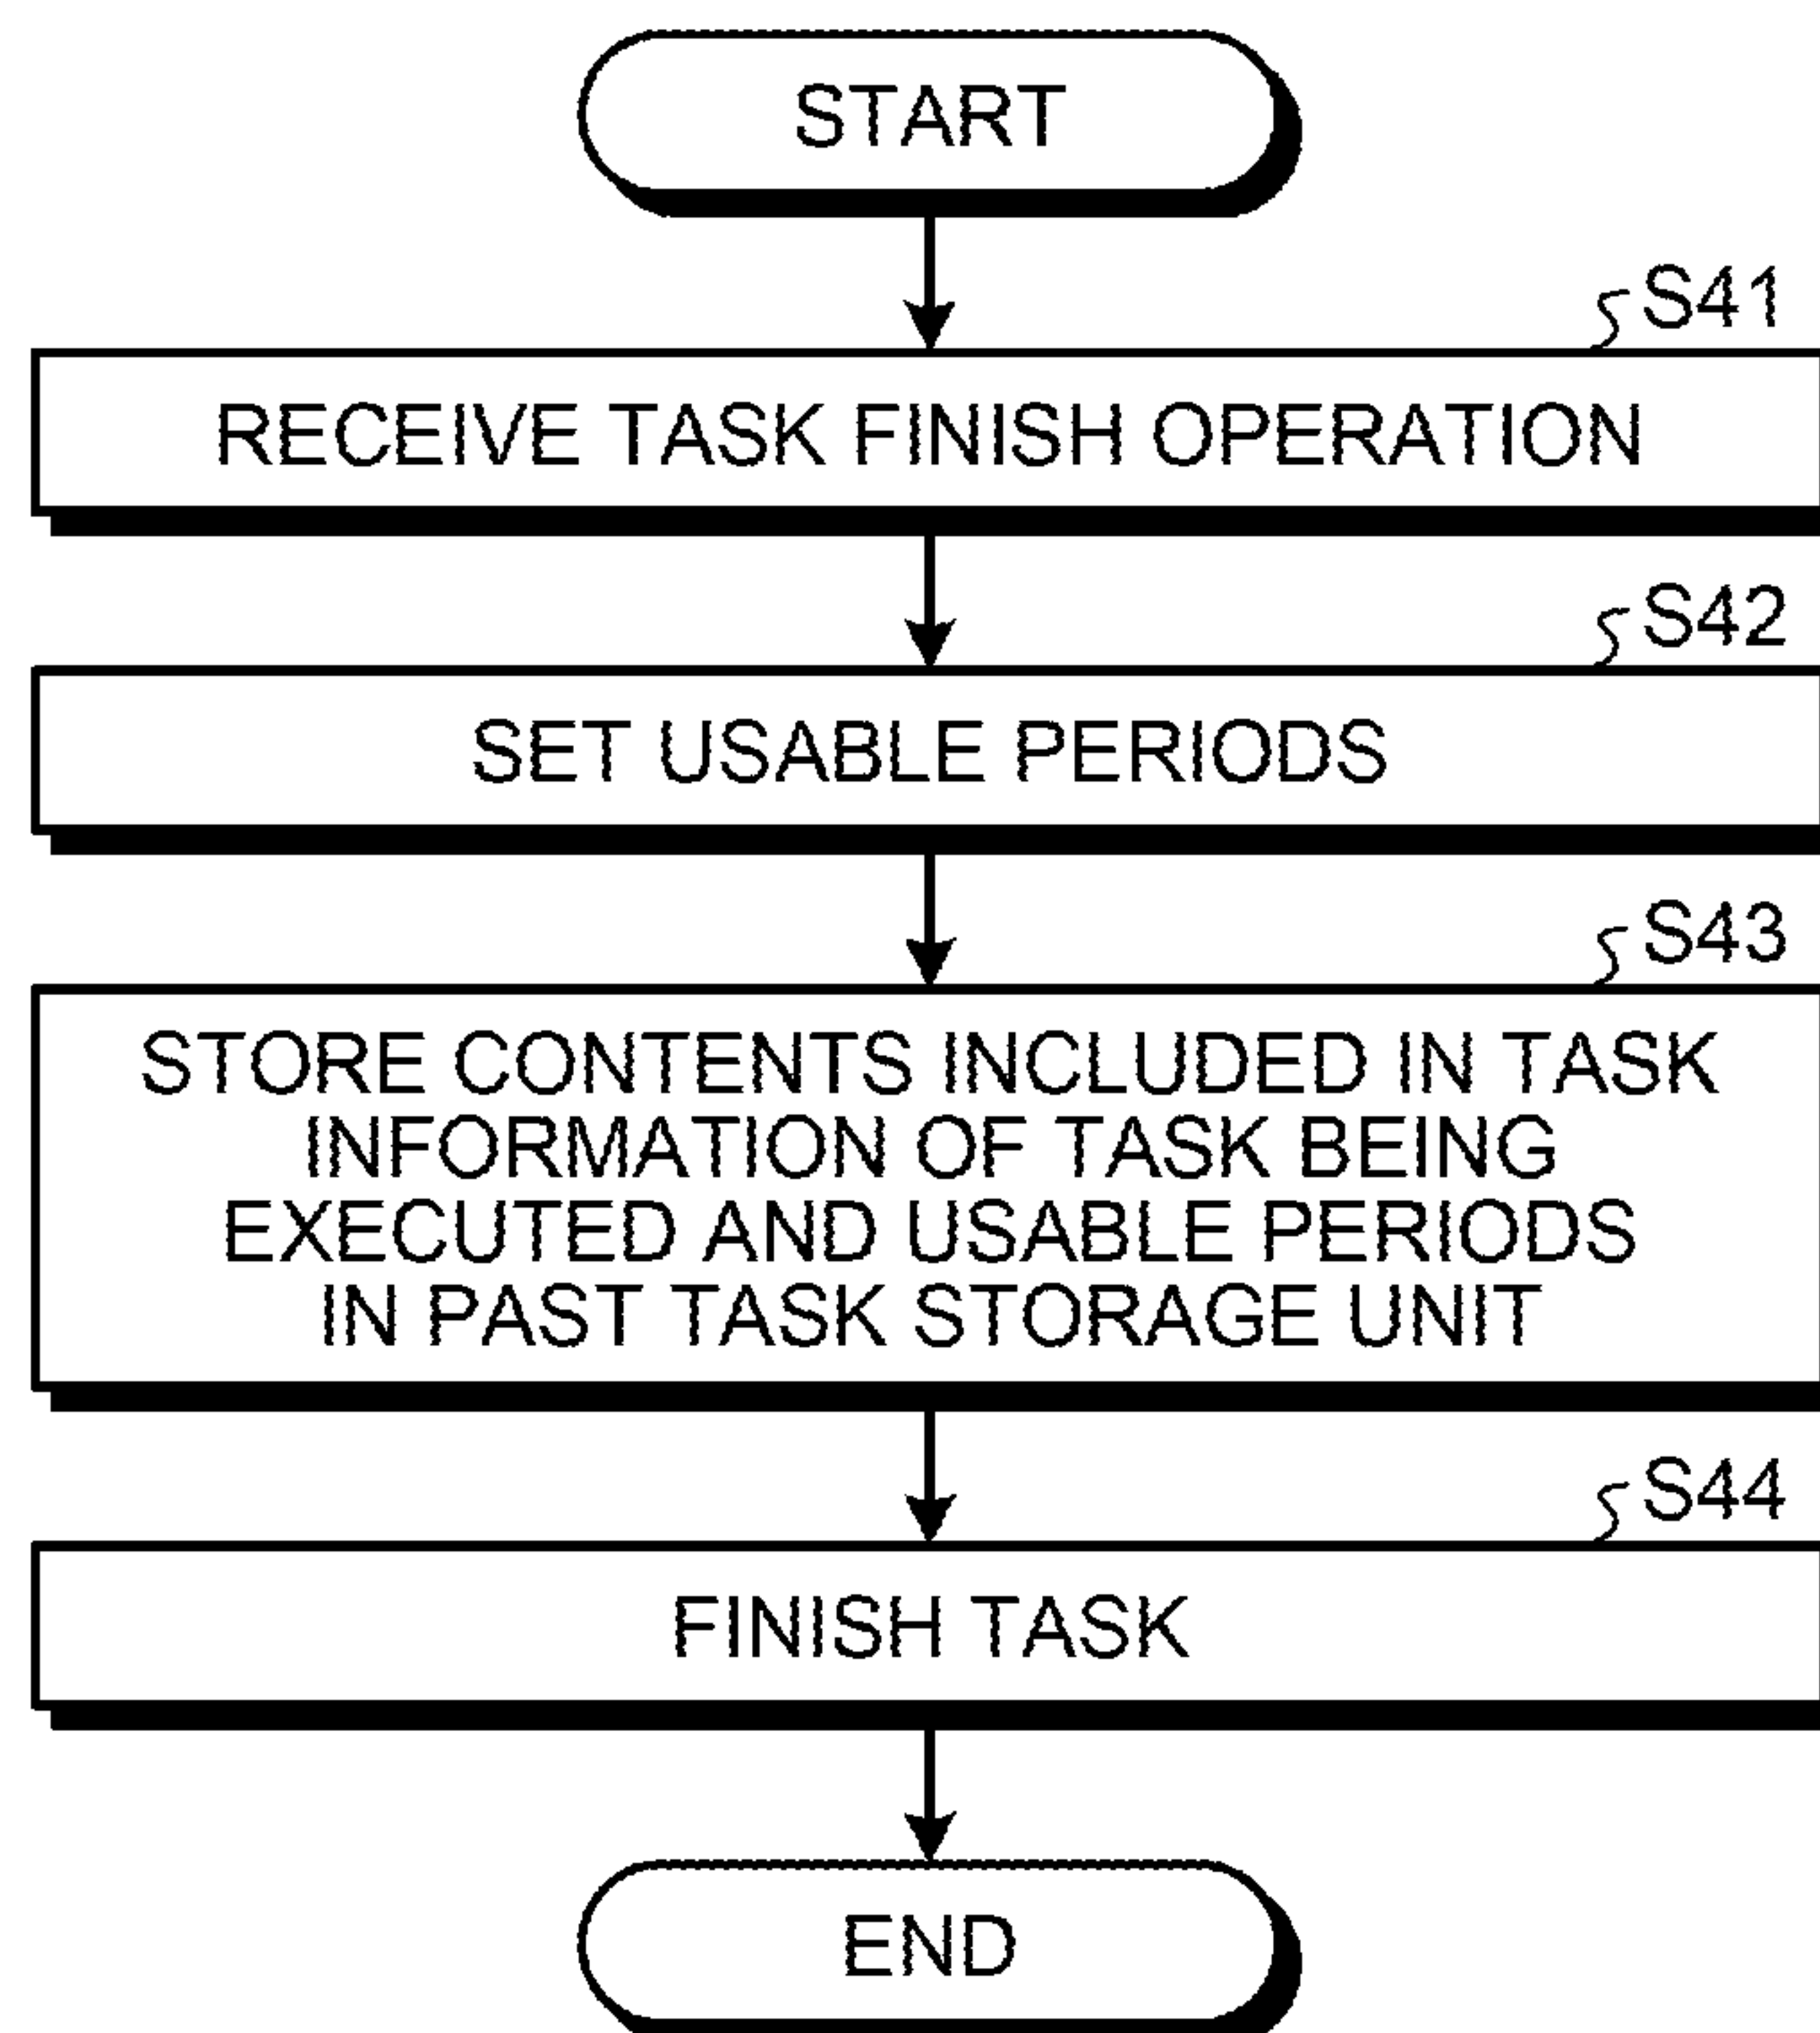 START
S41
RECEIVE TASK FINISH OPERATION
S42
SET USABLE PERIODS
S43
STORE CONTENTS INCLUDED IN TASK
INFORMATION OF TASK BEING
EXECUTED AND USABLE PERIODS
IN PAST TASK STORAGE UNIT
S44
FINISH TASK
END